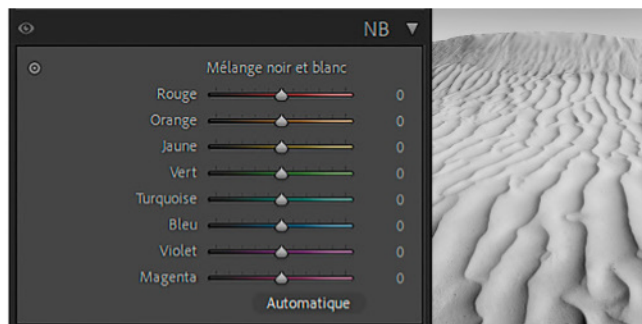 NB
Mélange noir et blanc
Rouge 0
Orange 0
Jaune 0
Vert 0
Turquoise 0
Bleu 0
Violet 0
Magenta 0
Automatique